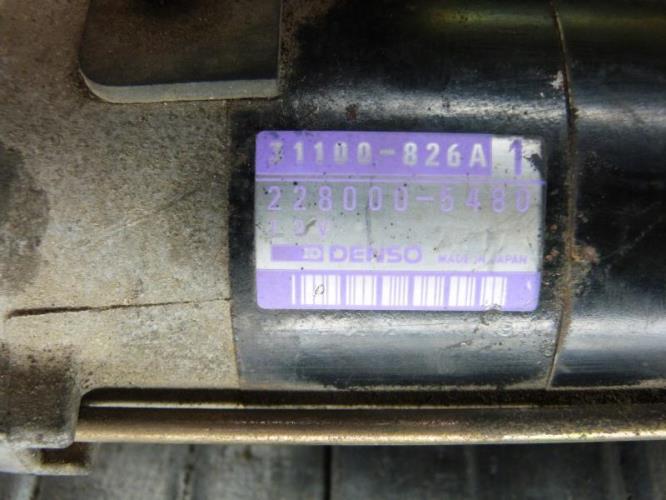 31100-826A 1
228000-5480
12V
DENSO MADE IN JAPAN